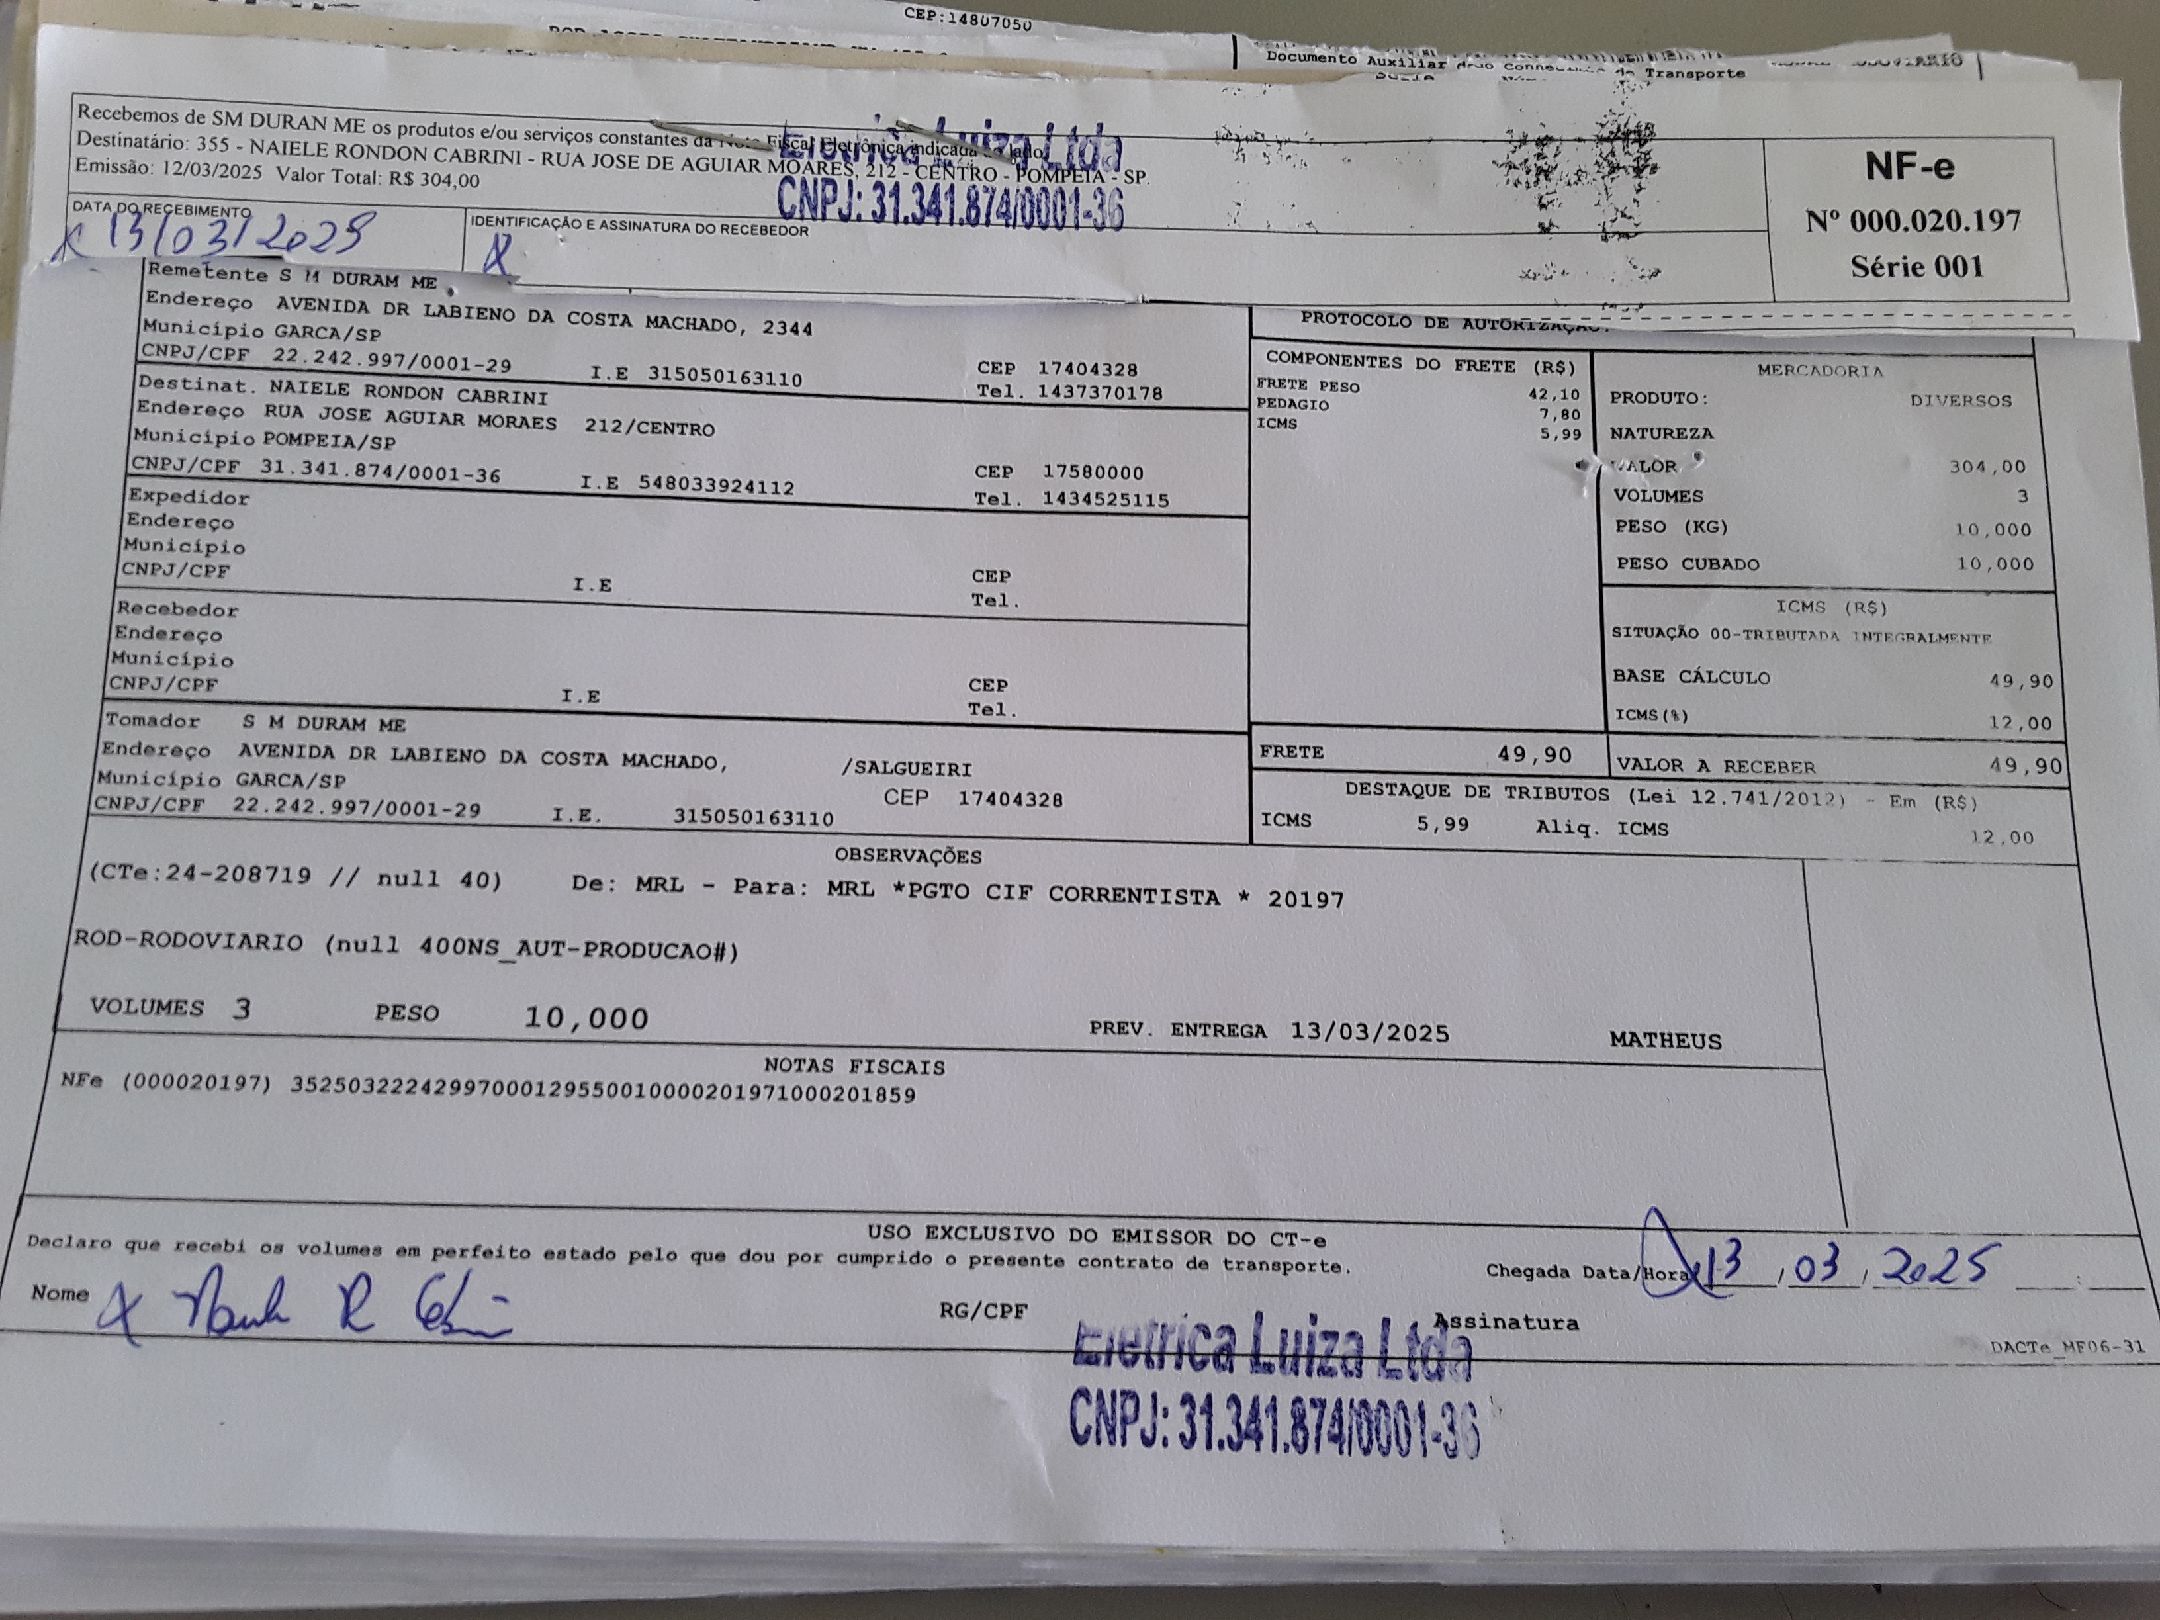 CEP:14807050
Documento Auxiliar do Conhecimento de Transporte
Recebemos de SM DURAN ME os produtos e/ou serviços constantes da Nota Fiscal Eletrônica indicada ao lado.
Destinatário: 355 - NAIELE RONDON CABRINI - RUA JOSE DE AGUIAR MOARES, 212 - CENTRO - POMPEIA - SP.
Emissão: 12/03/2025 Valor Total: R$ 304,00
Eletrica Luiza Ltda
CNPJ: 31.341.874/0001-36
NF-e
Nº 000.020.197
Série 001
DATA DO RECEBIMENTO
x 13/03/2025
IDENTIFICAÇÃO E ASSINATURA DO RECEBEDOR
x
Remetente S M DURAM ME
Endereço AVENIDA DR LABIENO DA COSTA MACHADO, 2344
Município GARCA/SP
CNPJ/CPF 22.242.997/0001-29 I.E 315050163110 CEP 17404328
Tel. 1437370178
Destinat. NAIELE RONDON CABRINI
Endereço RUA JOSE AGUIAR MORAES 212/CENTRO
Município POMPEIA/SP
CNPJ/CPF 31.341.874/0001-36 I.E 548033924112 CEP 17580000
Tel. 1434525115
Expedidor
Endereço
Município
CNPJ/CPF I.E CEP
Tel.
Recebedor
Endereço
Município
CNPJ/CPF I.E CEP
Tel.
Tomador S M DURAM ME
Endereço AVENIDA DR LABIENO DA COSTA MACHADO, /SALGUEIRI
Município GARCA/SP CEP 17404328
CNPJ/CPF 22.242.997/0001-29 I.E. 315050163110
PROTOCOLO DE AUTORIZAÇAO:
COMPONENTES DO FRETE (R$)
FRETE PESO 42,10
PEDAGIO 7,80
ICMS 5,99
MERCADORIA
PRODUTO: DIVERSOS
NATUREZA
VALOR 304,00
VOLUMES 3
PESO (KG) 10,000
PESO CUBADO 10,000
ICMS (R$)
SITUAÇÃO 00-TRIBUTADA INTEGRALMENTE
BASE CÁLCULO 49,90
ICMS(%) 12,00
FRETE 49,90
VALOR A RECEBER 49,90
DESTAQUE DE TRIBUTOS (Lei 12.741/2012) - Em (R$)
ICMS 5,99 Aliq. ICMS 12,00
OBSERVAÇÕES
(CTe:24-208719 // null 40) De: MRL - Para: MRL *PGTO CIF CORRENTISTA * 20197
ROD-RODOVIARIO (null 400NS_AUT-PRODUCAO#)
VOLUMES 3 PESO 10,000 PREV. ENTREGA 13/03/2025 MATHEUS
NOTAS FISCAIS
NFe (000020197) 35250322242997000129550010000201971000201859
USO EXCLUSIVO DO EMISSOR DO CT-e
Declaro que recebi os volumes em perfeito estado pelo que dou por cumprido o presente contrato de transporte.
Chegada Data/Hora x 13 / 03 / 2025 :
Nome x R RG/CPF Assinatura
Eletrica Luiza Ltda
CNPJ: 31.341.874/0001-36
DACTe_MF06-31